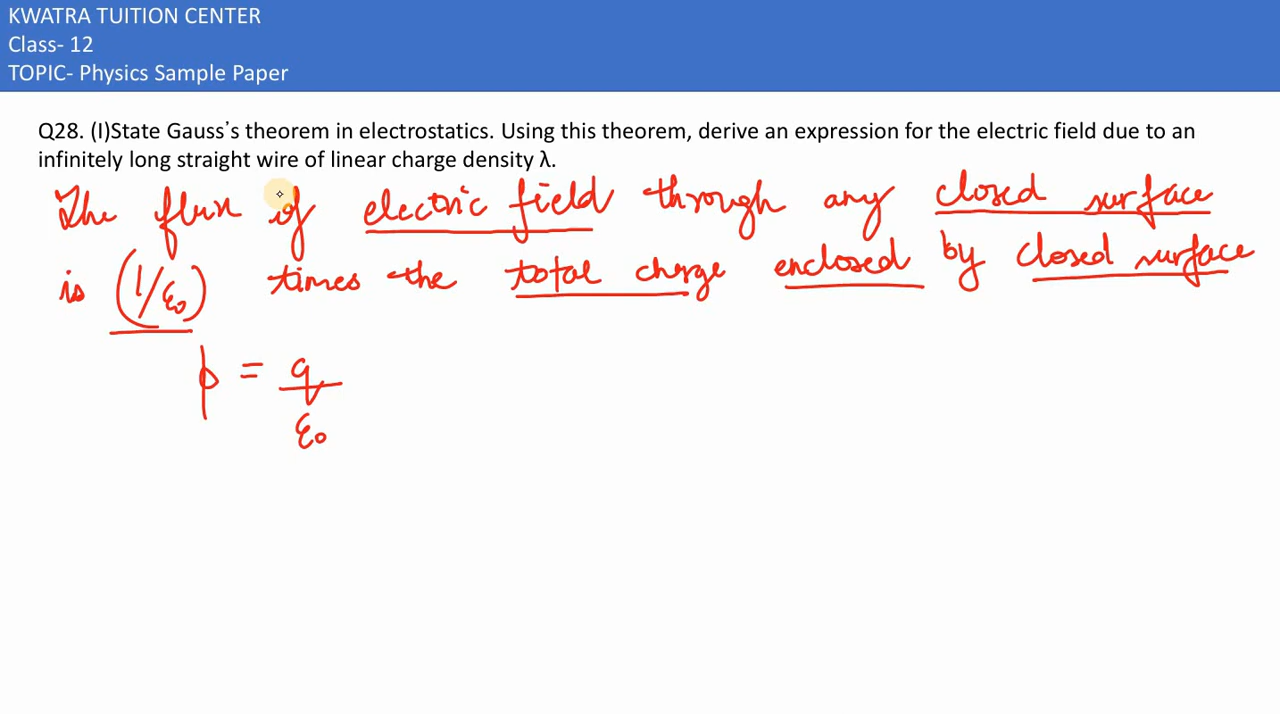 KWATRA TUITION CENTER
Class- 12
TOPIC- Physics Sample Paper
Q28. (I)State Gauss's theorem in electrostatics. Using this theorem, derive an expression for the electric field due to an
infinitely long straight wire of linear charge density λ.
The flux of electric field through any closed surface
is (1/ε₀) times the total charge enclosed by closed surface
ϕ = q/ε₀